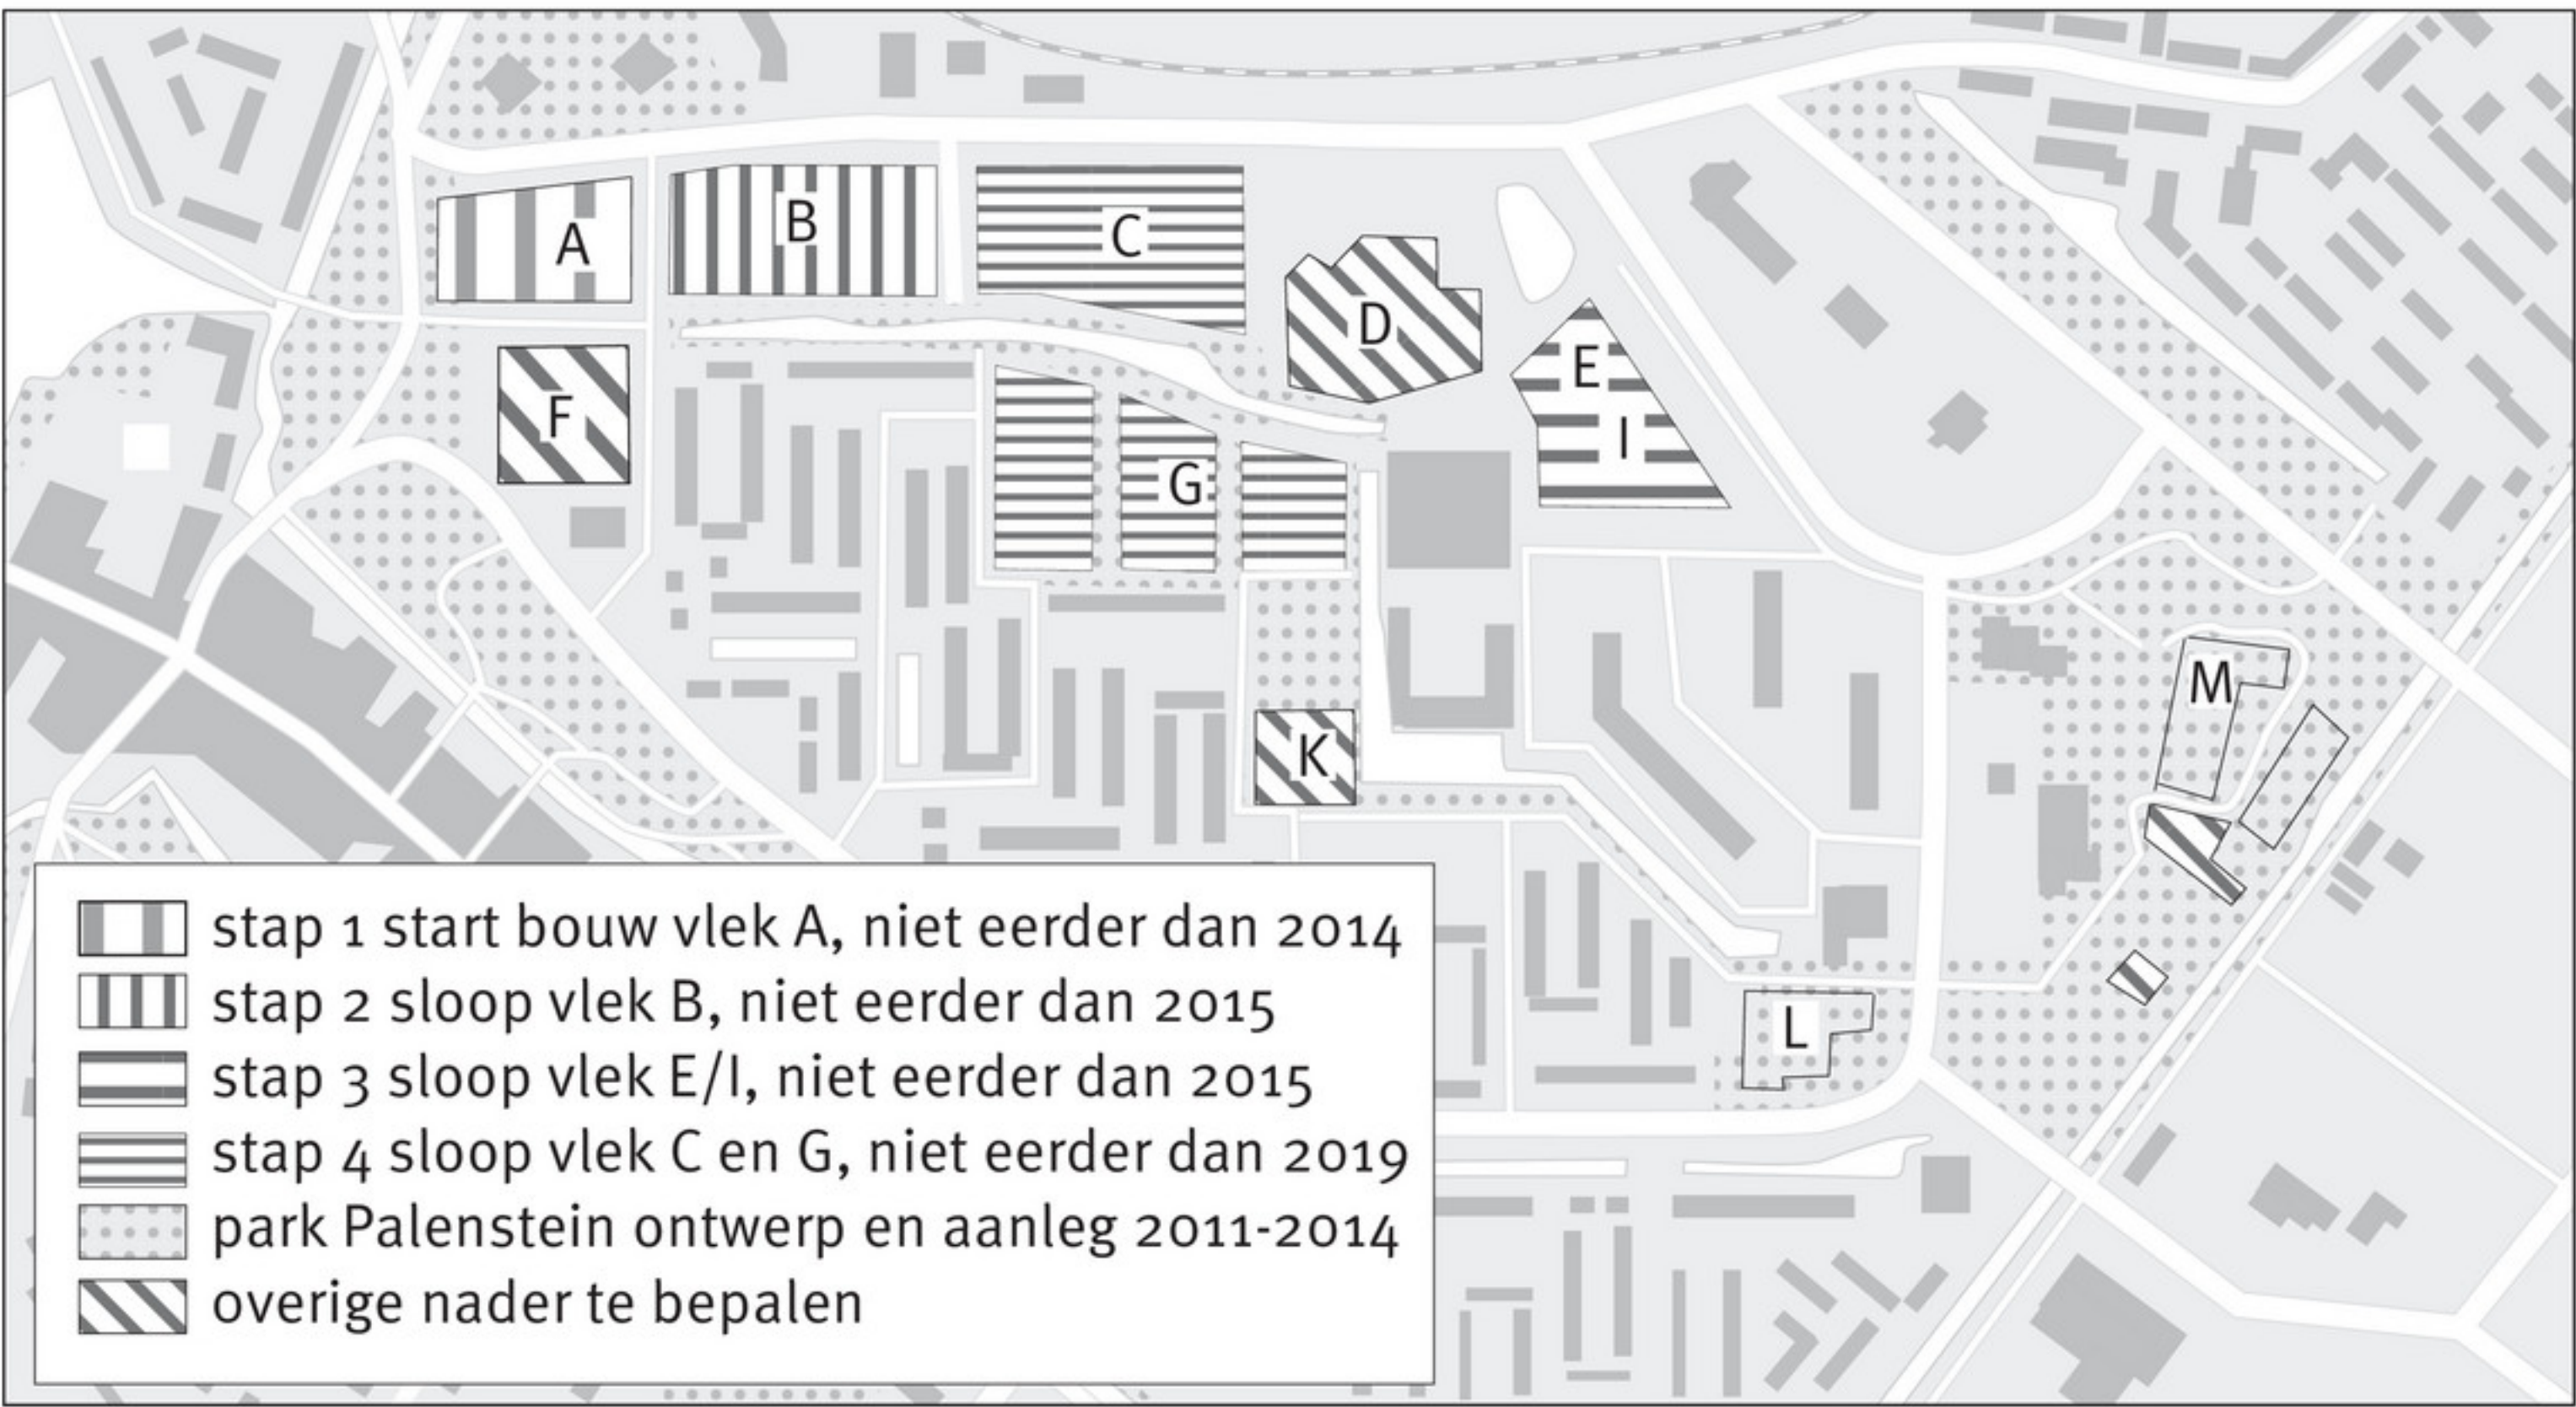 A
B
C
D
E
I
F
G
K
M
L
stap 1 start bouw vlek A, niet eerder dan 2014
stap 2 sloop vlek B, niet eerder dan 2015
stap 3 sloop vlek E/I, niet eerder dan 2015
stap 4 sloop vlek C en G, niet eerder dan 2019
park Palenstein ontwerp en aanleg 2011-2014
overige nader te bepalen